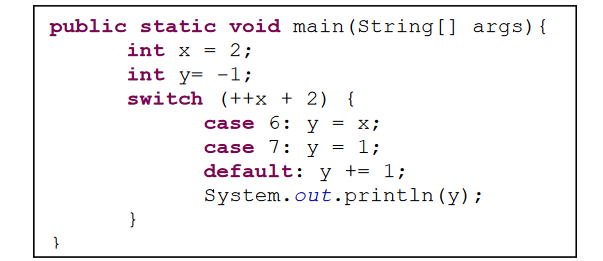 public static void main(String[] args){
int x = 2;
int y= -1;
switch (++x + 2) {
case 6: y = x;
case 7: y = 1;
default: y += 1;
System.out.println(y);
}
}